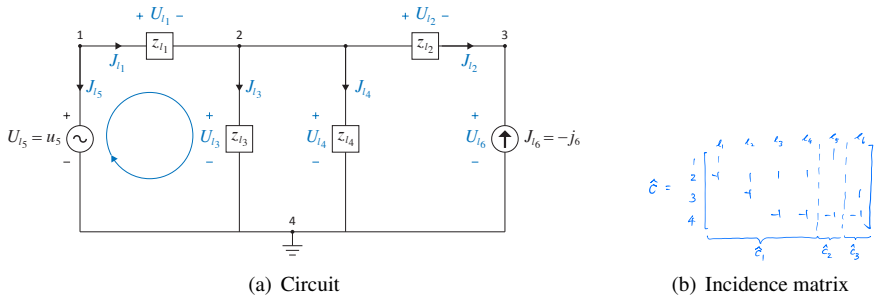 + U_{l_1} −
+ U_{l_2} −
1
2
3
z_{l_1}
z_{l_2}
J_{l_1}
J_{l_2}
J_{l_5}
J_{l_3}
J_{l_4}
+
+
+
+
+
U_{l_5} = u_5
U_{l_3}
z_{l_3}
U_{l_4}
z_{l_4}
U_{l_6}
J_{l_6} = −j_6
−
−
−
−
−
4
l_1 l_2 l_3 l_4 l_5 l_6
1 1 1
2 −1 1 1 1
ĉ = 3 −1 1
4 −1 −1 −1 −1
ĉ_1 ĉ_2 ĉ_3
(a) Circuit
(b) Incidence matrix